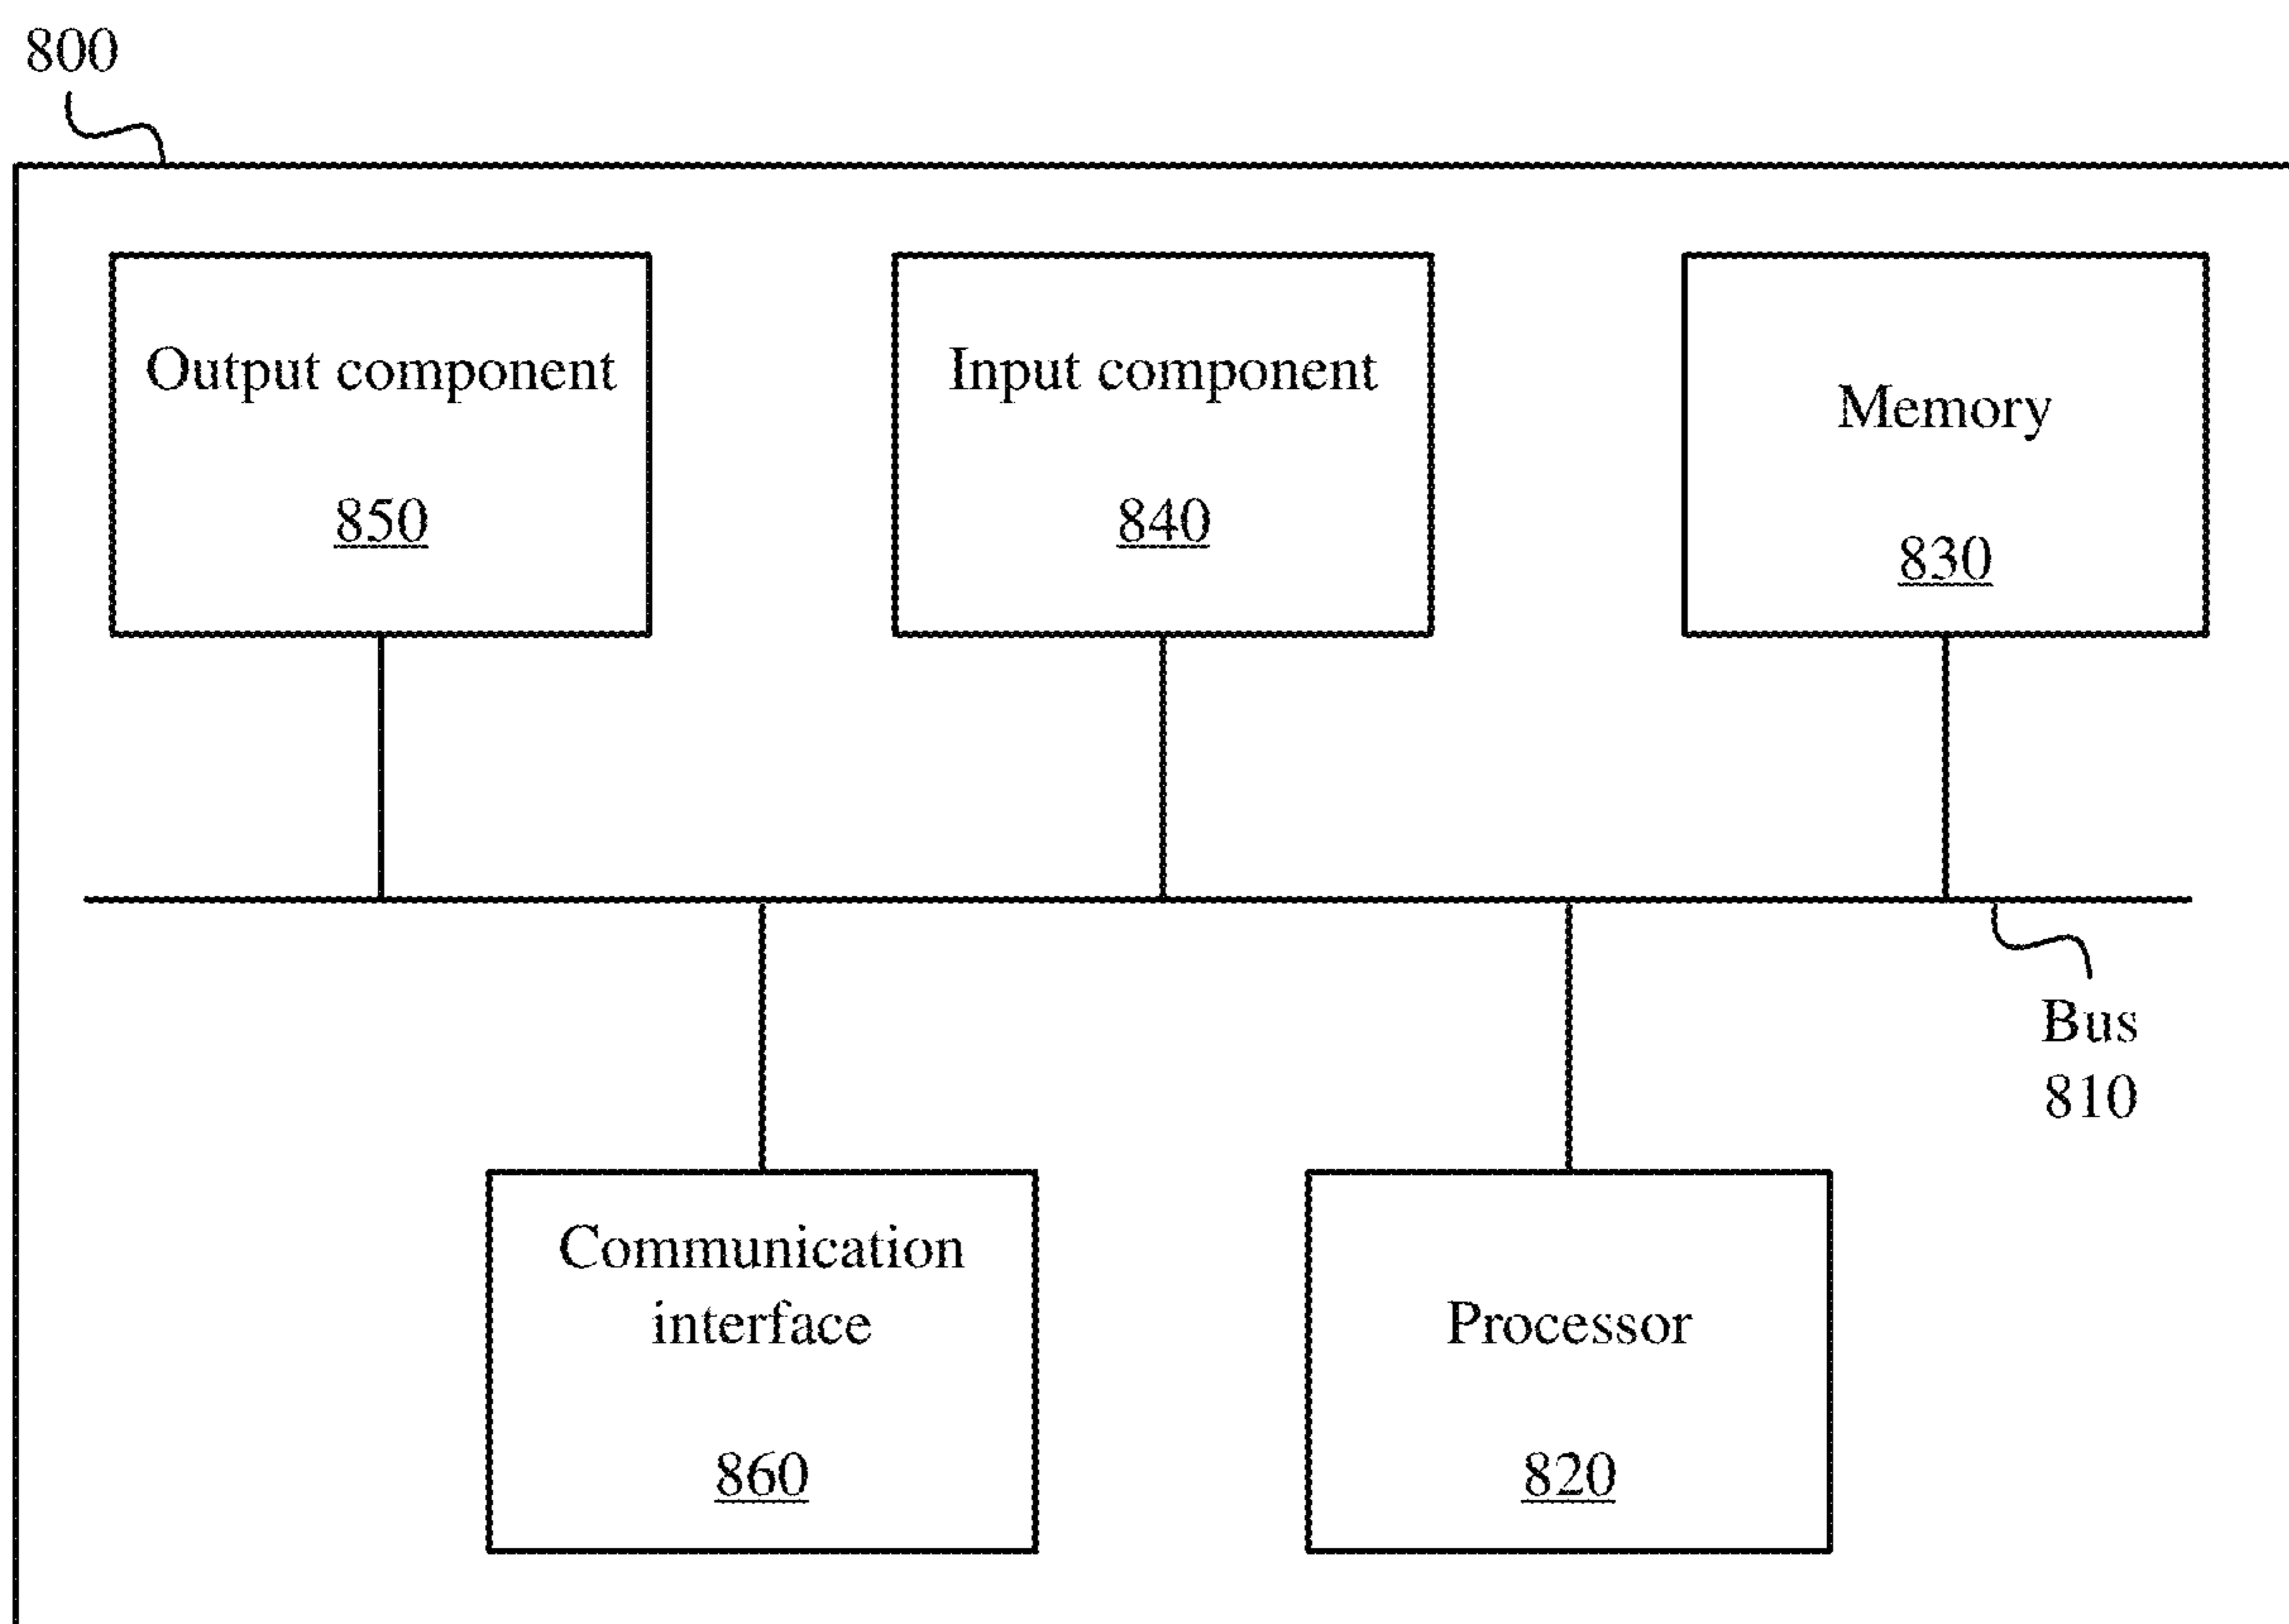 800
Output component
850
Input component
840
Memory
830
Bus
810
Communication
interface
860
Processor
820